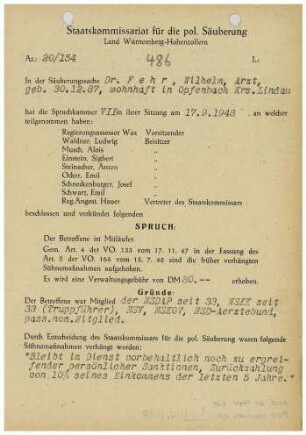 Staatskommissariat für die pol. Säuberung
Land Württemberg-Hohenzollern
Az: 20/154
486
L:
In der Säuberungssache Dr. Fehr, Wilhelm, Arzt,
geb. 30.12.87, wohnhaft in Opfenbach Krs.Lindau
hat die Spruchkammer VII in ihrer Sitzung am 17.9.1948, an welcher
teilgenommen haben:
Regierungsassessor Wax Vorsitzender
Waldner, Ludwig Beisitzer
Musch, Alois "
Einstein, Sigbert "
Steinacher, Anton "
Ocker, Emil "
Schneckenburger, Josef "
Schwarz, Emil "
Reg.Angest. Hauer Vertreter des Staatskommissars
beschlossen und verkündet folgenden
SPRUCH:
Der Betroffene ist Mitläufer.
Gem. Art. 4 der VO. 133 vom 17. 11. 47 in der Fassung des
Art. 2 der VO. 165 vom 13. 7. 48 sind die früher verhängten
Sühnemaßnahmen aufgehoben.
Es wird eine Verwaltungsgebühr von DM 80.-- erhoben.
Gründe:
Der Betroffene war Mitglied der NSDAP seit 33, NSKK seit
33 (Truppführer), NSV, NSKOV, NSD-Aerztebund,
pass.non.Mitglied.
Durch Entscheidung des Staatskommissars für die pol. Säuberung waren folgende
Sühnemaßnahmen verhängt worden:
"Bleibt in Dienst vorbehaltlich noch zu ergrei-
fender persönlicher Sanktionen, Zurückzahlung
von 10% seines Einkommens der letzten 5 Jahre."